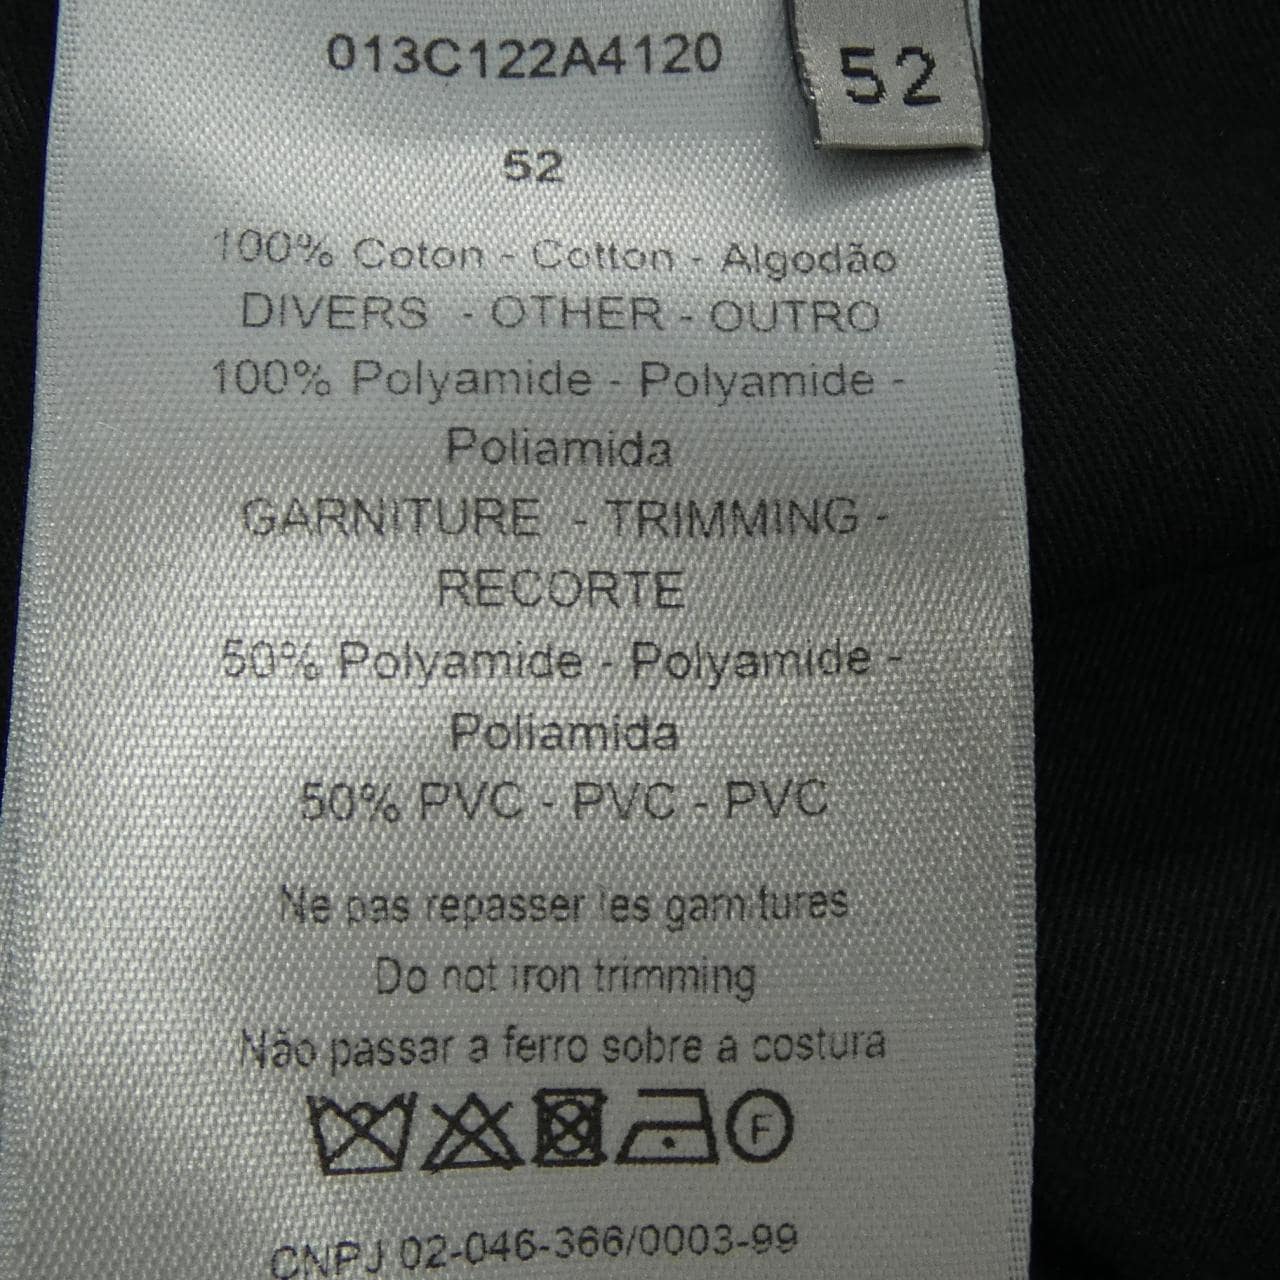 013C122A4120
52
52
100% Coton - Cotton - Algodão
DIVERS - OTHER - OUTRO
100% Polyamide - Polyamide -
Poliamida
GARNITURE - TRIMMING -
RECORTE
50% Polyamide - Polyamide -
Poliamida
50% PVC - PVC - PVC
Ne pas repasser les garnitures
Do not iron trimming
Não passar a ferro sobre a costura
F
CNPJ 02-046-366/0003-99